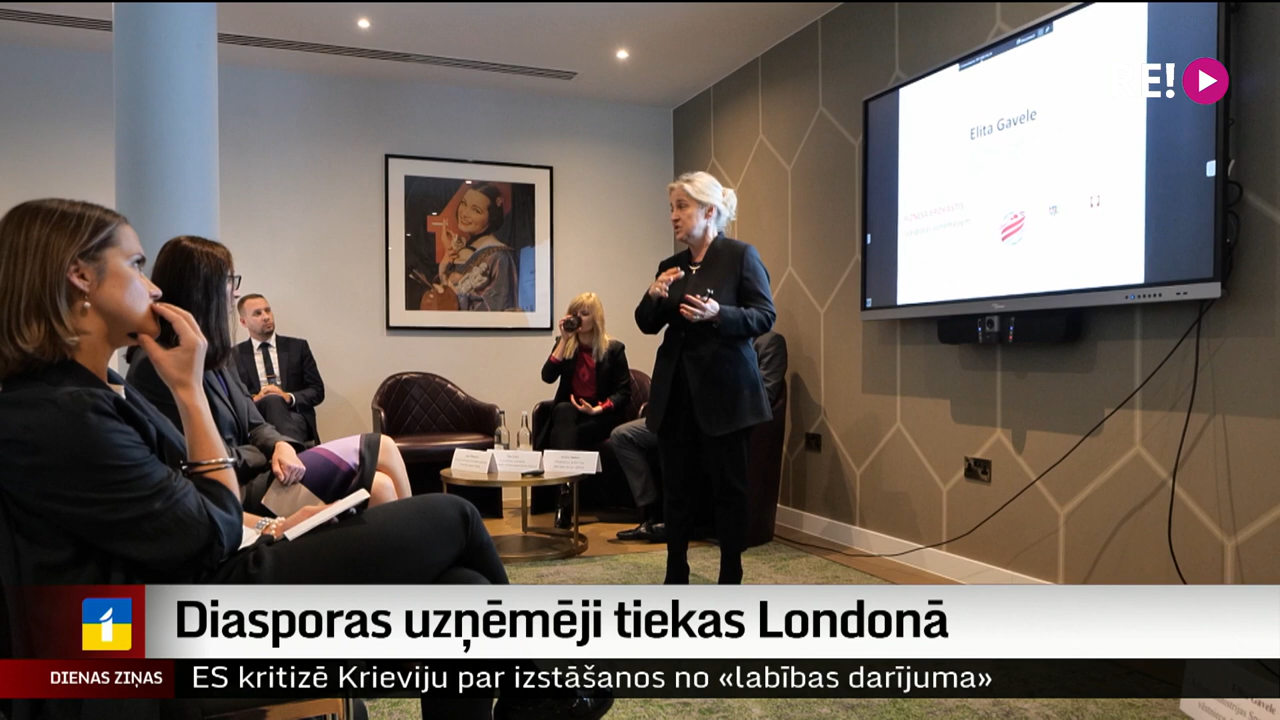 RE!
Elita Gavele
Diasporas uzņēmēji tiekas Londonā
1
DIENAS ZIŅAS
ES kritizē Krieviju par izstāšanos no «labības darījuma»